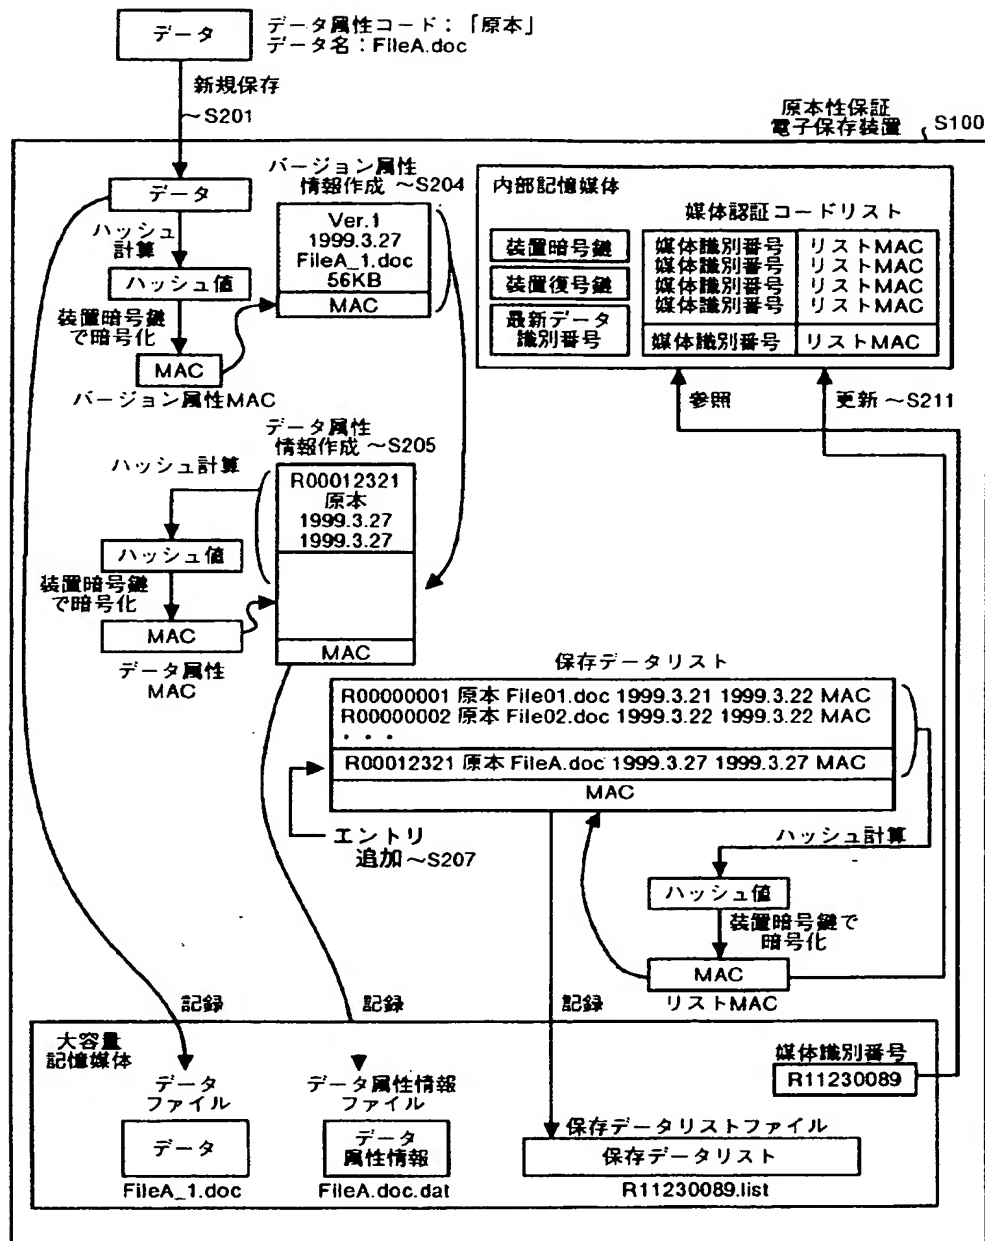 データ
データ属性コード：「原本」
データ名：FileA.doc
新規保存
～S201
原本性保証
電子保存装置 S100
データ
ハッシュ
計算
ハッシュ値
装置暗号鍵
で暗号化
MAC
バージョン属性MAC
バージョン属性
情報作成 ～S204
Ver.1
1999.3.27
FileA_1.doc
56KB
MAC
内部記憶媒体
装置暗号鍵
装置復号鍵
最新データ
識別番号
媒体認証コードリスト
媒体識別番号 リストMAC
媒体識別番号 リストMAC
媒体識別番号 リストMAC
媒体識別番号 リストMAC
媒体識別番号 リストMAC
参照
更新 ～S211
データ属性
情報作成 ～S205
ハッシュ計算
R00012321
原本
1999.3.27
1999.3.27
MAC
ハッシュ値
装置暗号鍵
で暗号化
MAC
データ属性
MAC
保存データリスト
R00000001 原本 File01.doc 1999.3.21 1999.3.22 MAC
R00000002 原本 File02.doc 1999.3.22 1999.3.22 MAC
・・・
R00012321 原本 FileA.doc 1999.3.27 1999.3.27 MAC
MAC
エントリ
追加 ～S207
ハッシュ計算
ハッシュ値
装置暗号鍵で
暗号化
MAC
リストMAC
記録
記録
記録
大容量
記憶媒体
媒体識別番号
R11230089
データ
ファイル
データ
FileA_1.doc
データ属性情報
ファイル
データ
属性情報
FileA.doc.dat
保存データリストファイル
保存データリスト
R11230089.list